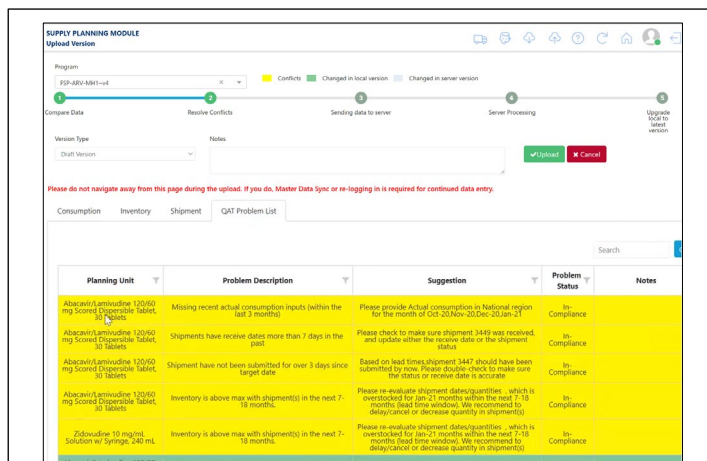 SUPPLY PLANNING MODULE
Upload Version
Program
PSP-ARV-MH1~v4
Conflicts
Changed in local version
Changed in server version
1
2
3
4
5
Compare Data
Resolve Conflicts
Sending data to server
Server Processing
Upgrade
local to
latest
version
Version Type
Notes
Draft Version
Upload
Cancel
Please do not navigate away from this page during the upload. If you do, Master Data Sync or re-logging in is required for continued data entry.
Consumption
Inventory
Shipment
QAT Problem List
Search
Planning Unit
Problem Description
Suggestion
Problem
Status
Notes
Abacavir/Lamivudine 120/60
mg Scored Dispersible Tablet,
30 Tablets
Missing recent actual consumption inputs (within the
last 3 months)
Please provide Actual consumption in National region
for the month of Oct-20,Nov-20,Dec-20,Jan-21
In-
Compliance
Abacavir/Lamivudine 120/60
mg Scored Dispersible Tablet,
30 Tablets
Shipments have receive dates more than 7 days in the
past
Please check to make sure shipment 3449 was received,
and update either the receive date or the shipment
status
In-
Compliance
Abacavir/Lamivudine 120/60
mg Scored Dispersible Tablet,
30 Tablets
Shipment have not been submitted for over 3 days since
target date
Based on lead times,shipment 3447 should have been
submitted by now. Please double-check to make sure
the status or receive date is accurate
In-
Compliance
Abacavir/Lamivudine 120/60
mg Scored Dispersible Tablet,
30 Tablets
Inventory is above max with shipment(s) in the next 7-
18 months.
Please re-evaluate shipment dates/quantities , which is
overstocked for Jan-21 months within the next 7-18
months (lead time window). We recommend to
delay/cancel or decrease quantity in shipment(s)
In-
Compliance
Zidovudine 10 mg/mL
Solution w/ Syringe, 240 mL
Inventory is above max with shipment(s) in the next 7-
18 months.
Please re-evaluate shipment dates/quantities , which is
overstocked for Jan-21 months within the next 7-18
months (lead time window). We recommend to
delay/cancel or decrease quantity in shipment(s)
In-
Compliance